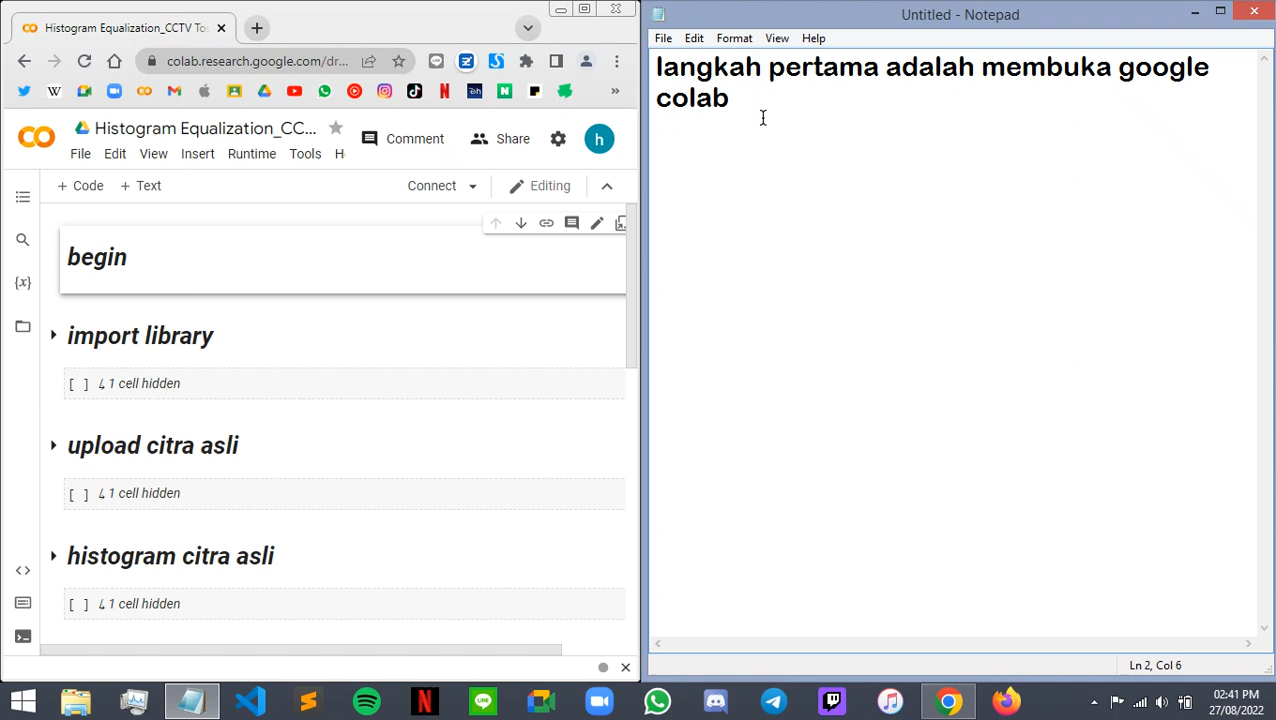 Histogram Equalization_CCTV To
Untitled - Notepad
colab.research.google.com/dr...
File Edit Format View Help
langkah pertama adalah membuka google
colab
Histogram Equalization_CC...
Comment Share h
File Edit View Insert Runtime Tools
+ Code + Text Connect Editing
begin
import library
[ ] ↳ 1 cell hidden
upload citra asli
[ ] ↳ 1 cell hidden
histogram citra asli
[ ] ↳ 1 cell hidden
Ln 2, Col 6
02:41 PM
27/08/2022